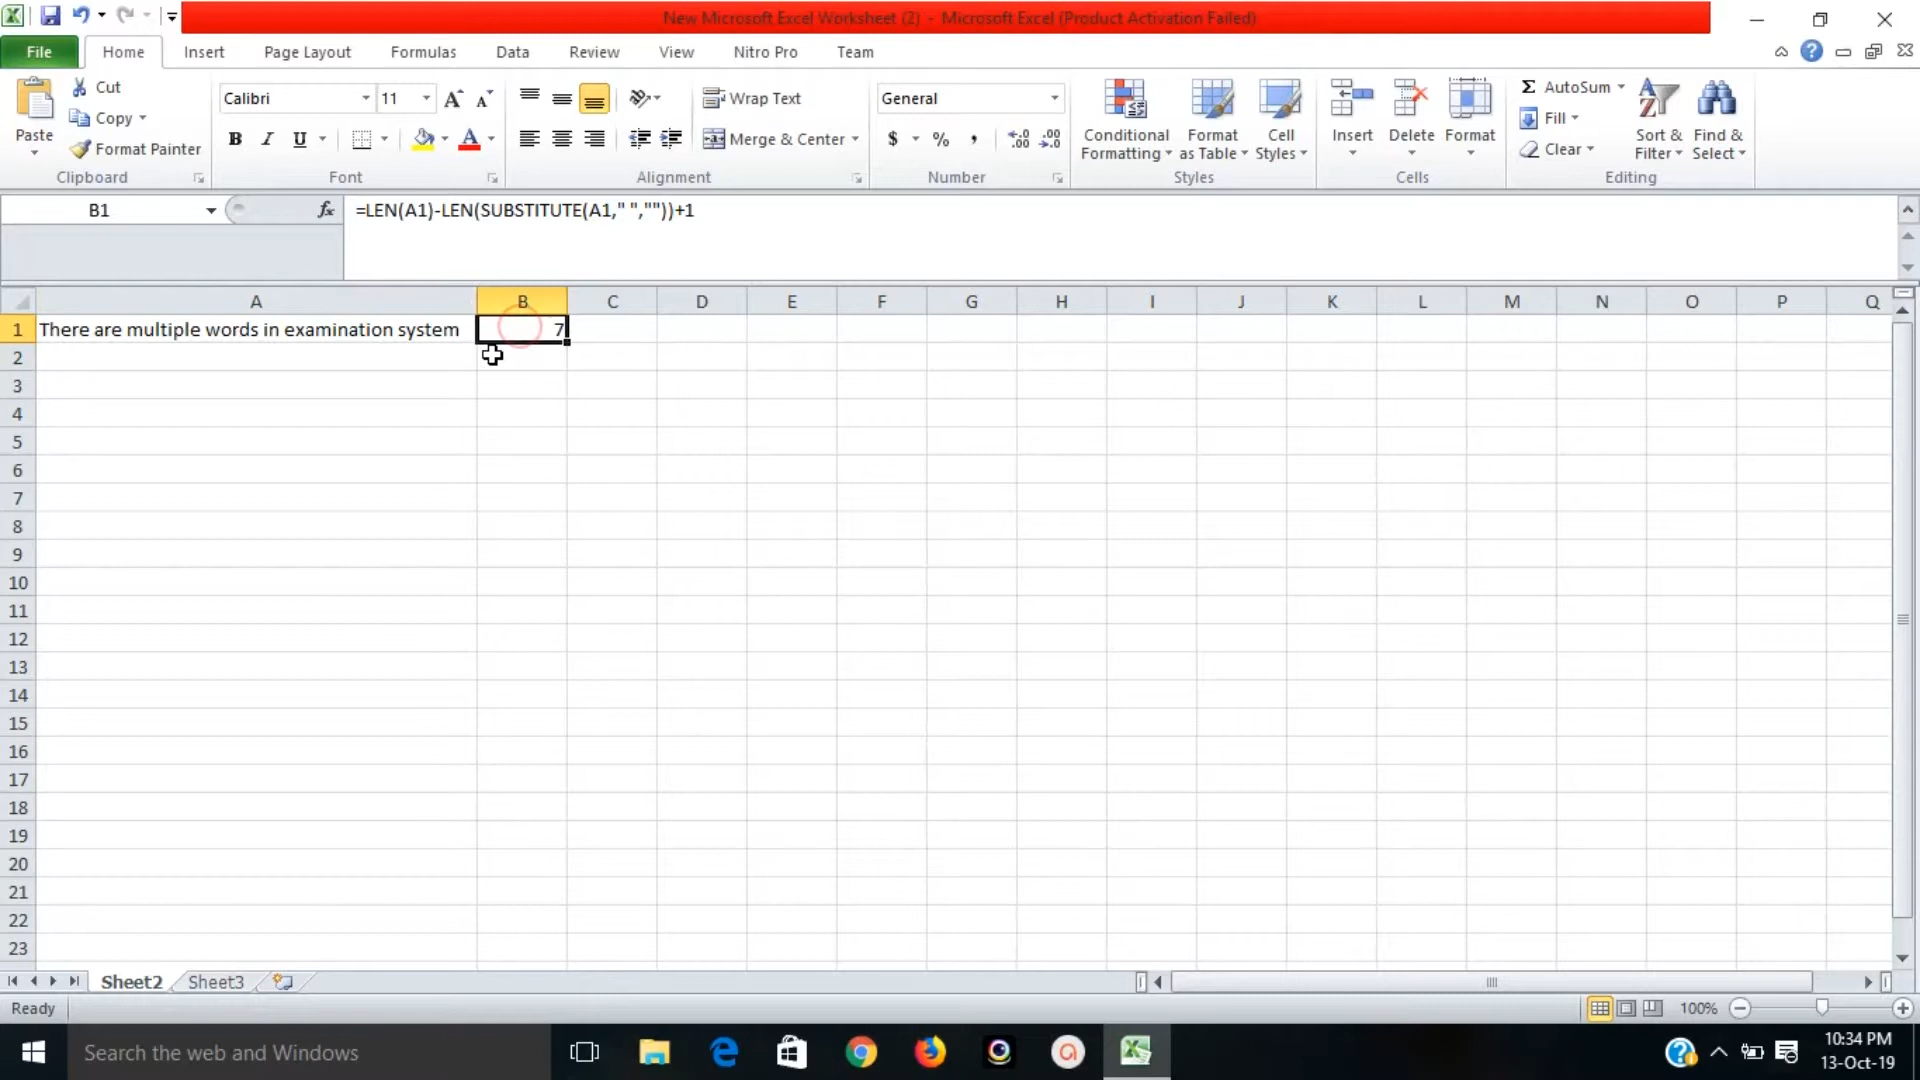 New Microsoft Excel Worksheet (2) - Microsoft Excel (Product Activation Failed)
File Home Insert Page Layout Formulas Data Review View Nitro Pro Team
Paste
Cut
Copy
Format Painter
Clipboard
Calibri 11
B I U
Font
Wrap Text
Merge & Center
Alignment
General
$ % ,
Number
Conditional Formatting
Format as Table
Cell Styles
Styles
Insert
Delete
Format
Cells
Σ AutoSum
Fill
Clear
Sort & Filter
Find & Select
Editing
B1 fx =LEN(A1)-LEN(SUBSTITUTE(A1," ",""))+1
A B C D E F G H I J K L M N O P Q
1 There are multiple words in examination system 7
2
3
4
5
6
7
8
9
10
11
12
13
14
15
16
17
18
19
20
21
22
23
Sheet2 Sheet3
Ready 100%
Search the web and Windows
10:34 PM
13-Oct-19